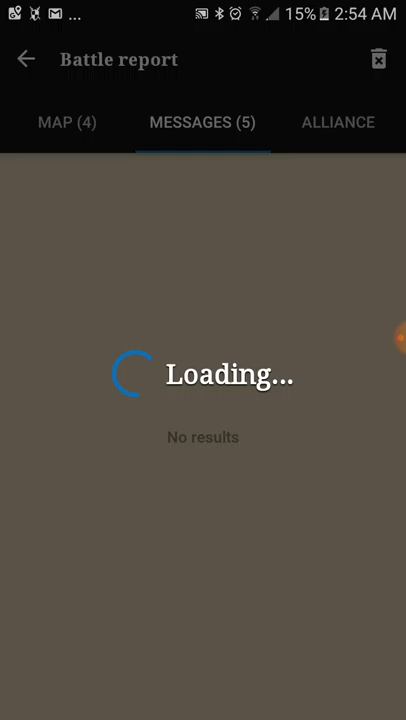 ... 15% 2:54 AM
Battle report
MAP (4) MESSAGES (5) ALLIANCE
Loading...
No results